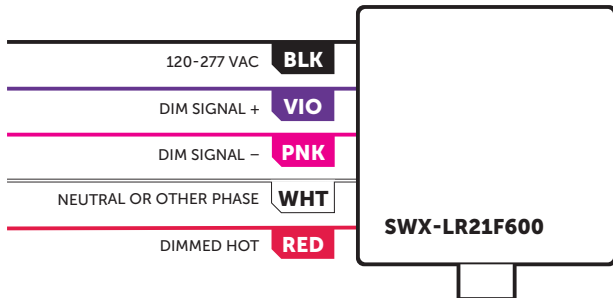 120-277 VAC BLK
DIM SIGNAL + VIO
DIM SIGNAL – PNK
NEUTRAL OR OTHER PHASE WHT
DIMMED HOT RED
SWX-LR21F600